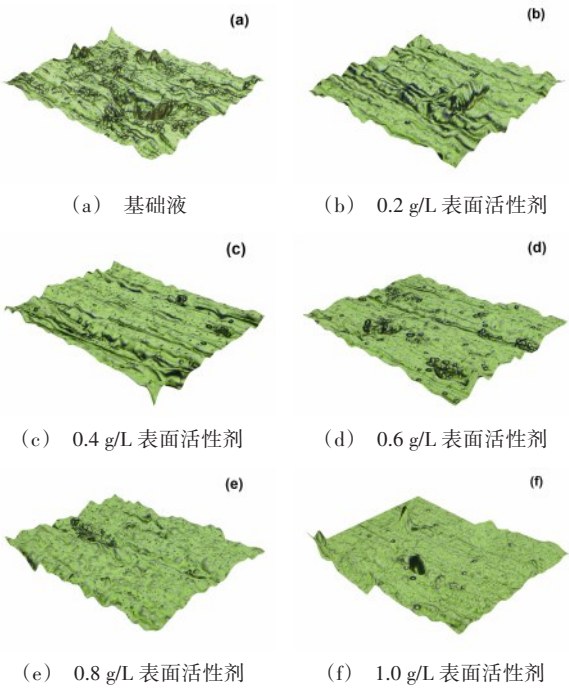 (a) (b)
(a) 基础液 (b) 0.2 g/L 表面活性剂
(c) (d)
(c) 0.4 g/L 表面活性剂 (d) 0.6 g/L 表面活性剂
(e) (f)
(e) 0.8 g/L 表面活性剂 (f) 1.0 g/L 表面活性剂